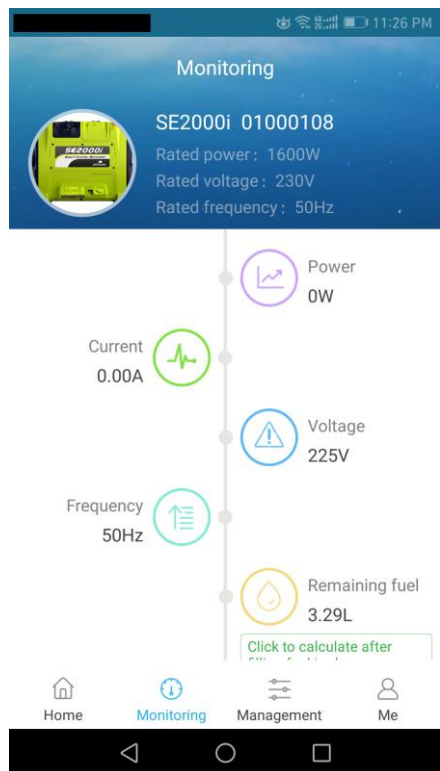 11:26 PM
Monitoring
SE2000i 01000108
Rated power: 1600W
Rated voltage: 230V
Rated frequency: 50Hz
SE2000i
Power
0W
Current
0.00A
Voltage
225V
Frequency
50Hz
Remaining fuel
3.29L
Click to calculate after
Home
Monitoring
Management
Me